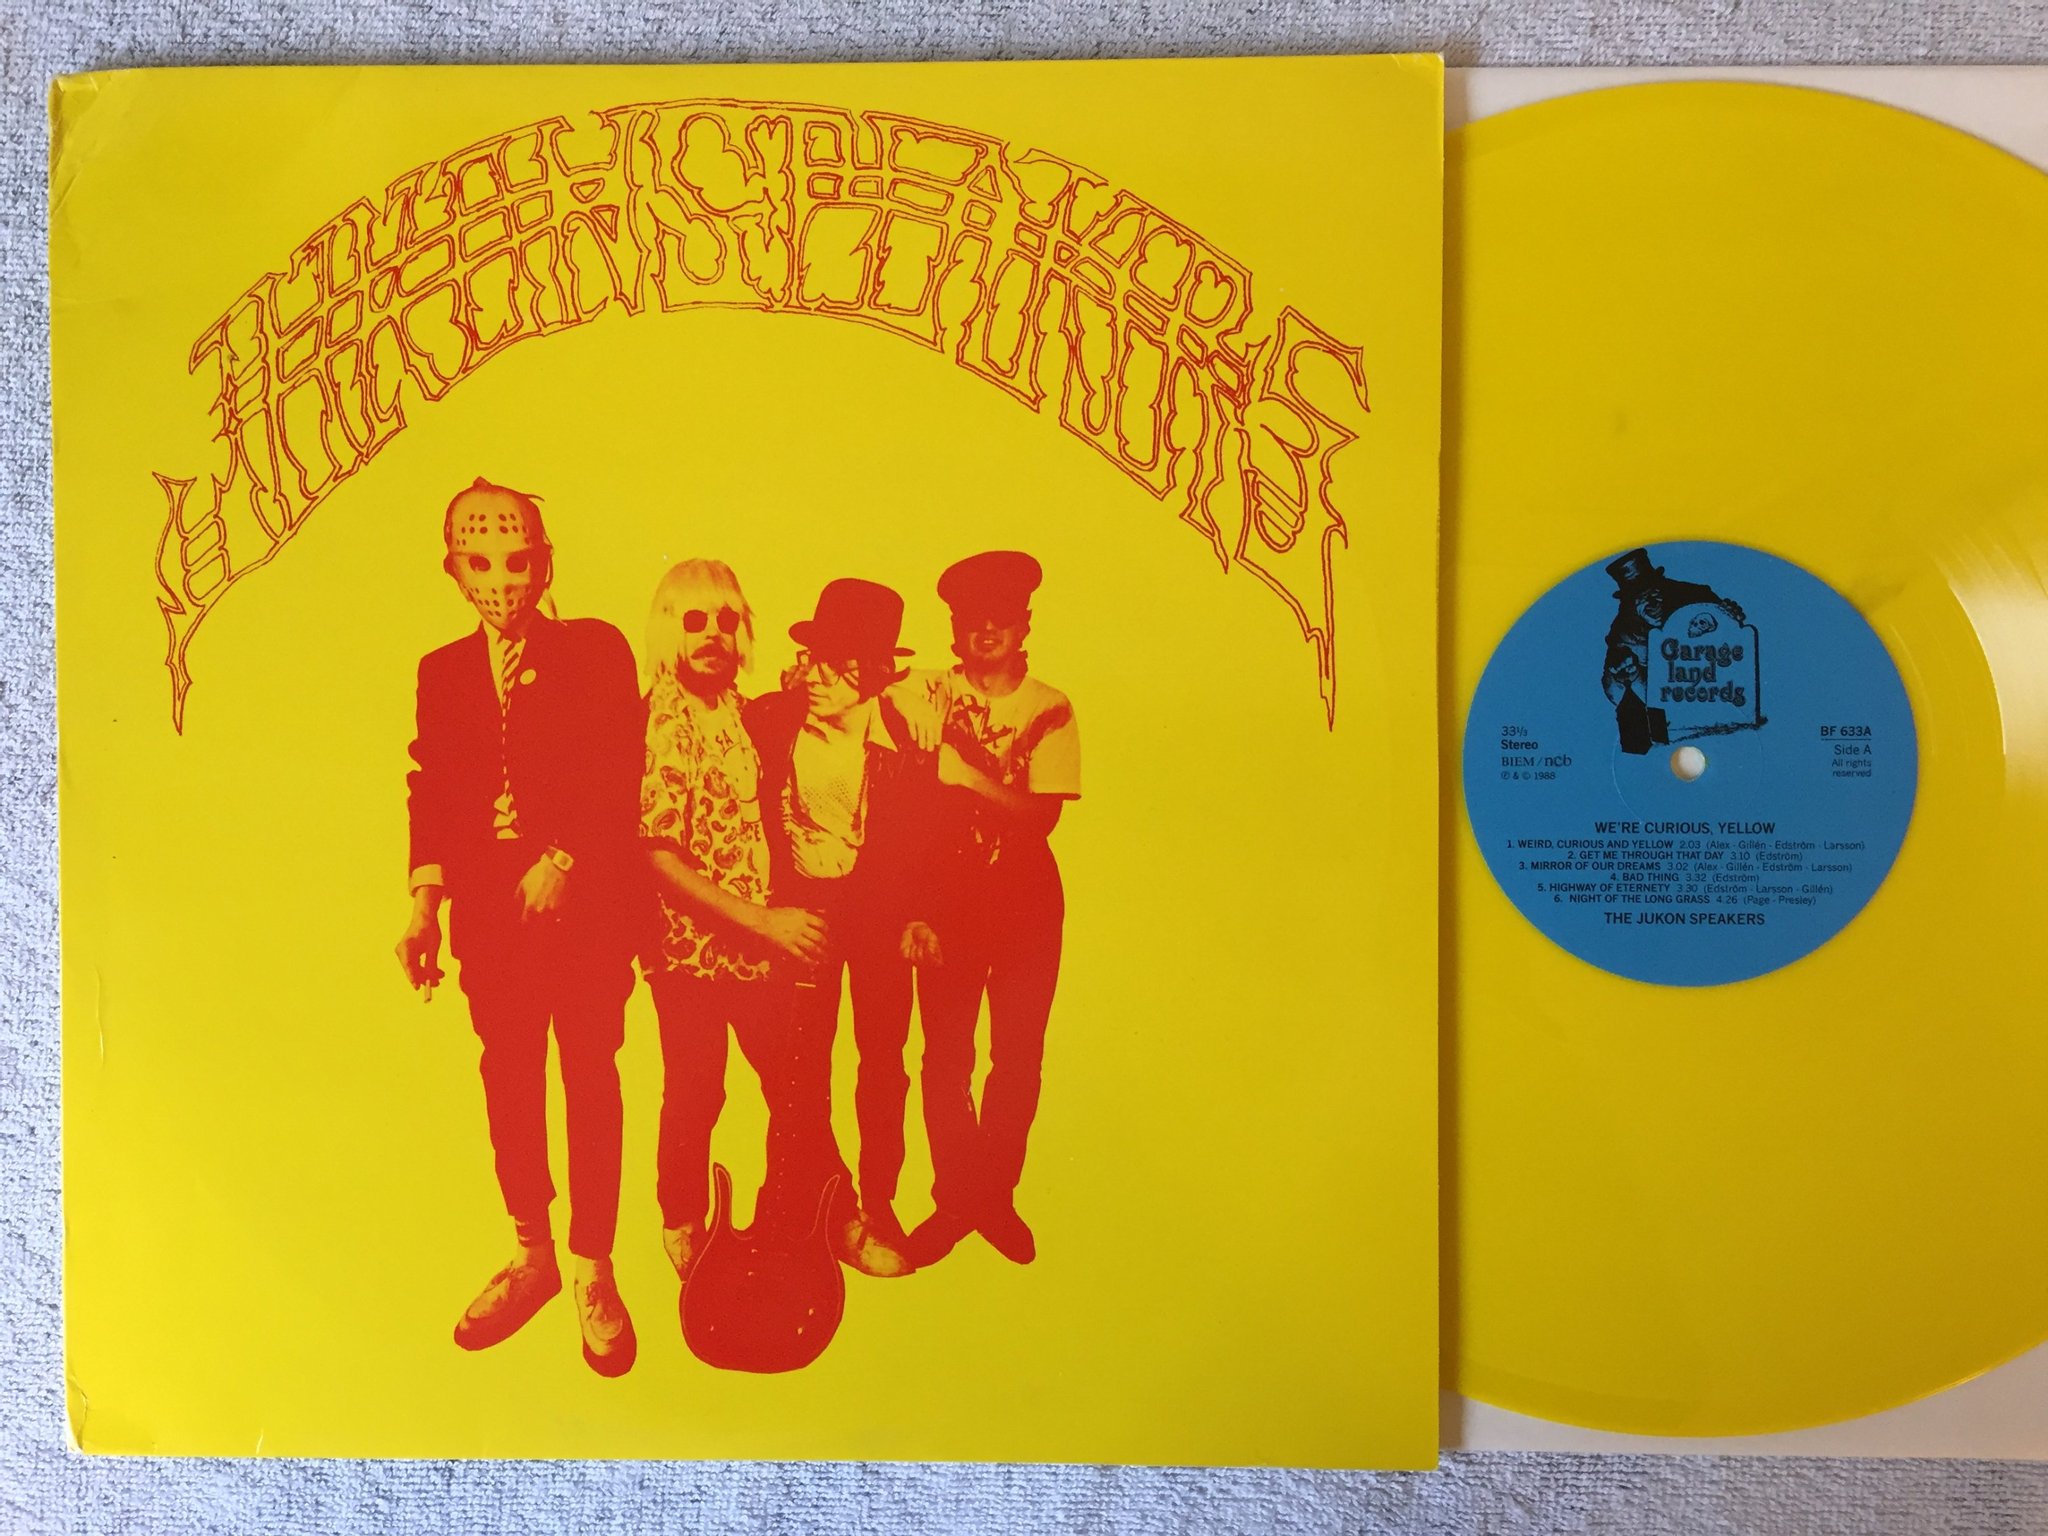 THE JUKON SPEAKERS
Garage
land
records
33⅓
Stereo
BIEM/ncb
Ⓟ & © 1988
BF 633A
Side A
All rights
reserved
WE'RE CURIOUS, YELLOW
1. WEIRD, CURIOUS AND YELLOW 2.03 (Alex - Gillén - Edström - Larsson)
2. GET ME THROUGH THAT DAY 3.10 (Edström)
3. MIRROR OF OUR DREAMS 3.02 (Alex - Gillén - Edström - Larsson)
4. BAD THING 3.32 (Edström)
5. HIGHWAY OF ETERNETY 3.30 (Edström - Larsson - Gillén)
6. NIGHT OF THE LONG GRASS 4.26 (Page - Presley)
THE JUKON SPEAKERS